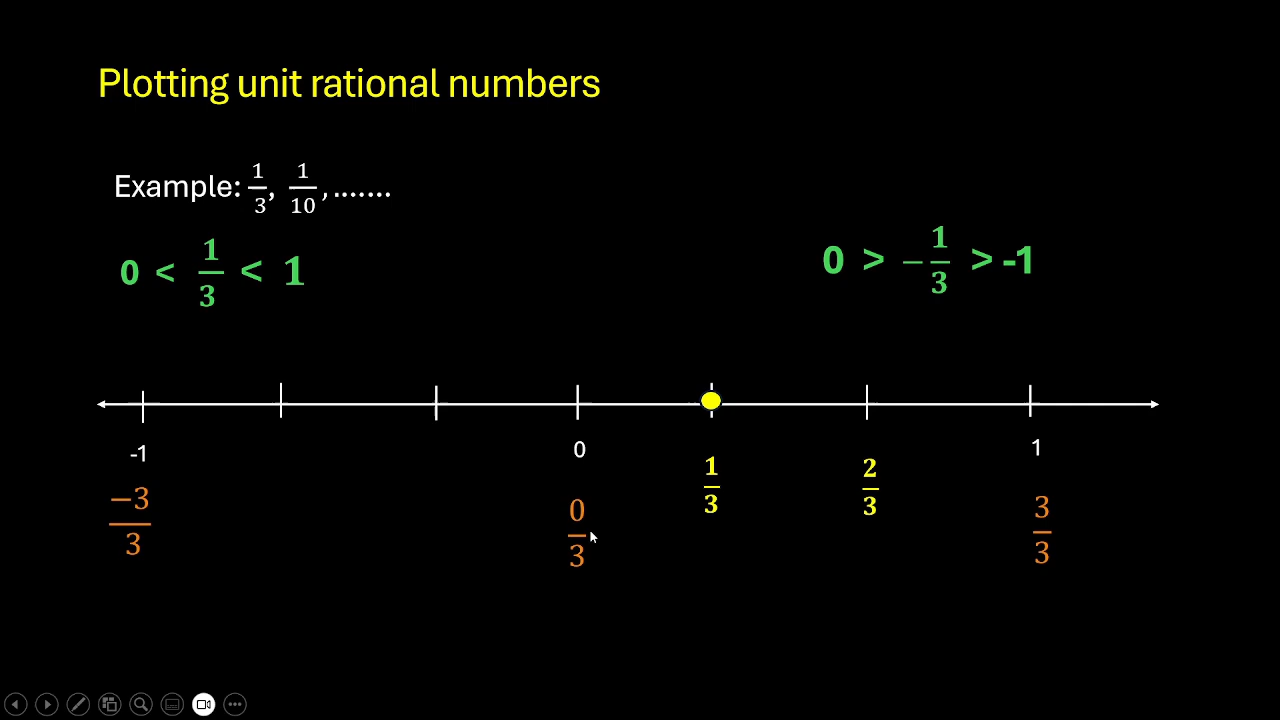 Plotting unit rational numbers
Example: 1/3, 1/10, .......
0 < 1/3 < 1
0 > −1/3 > -1
-1
0
1
1/3
2/3
−3/3
0/3
3/3